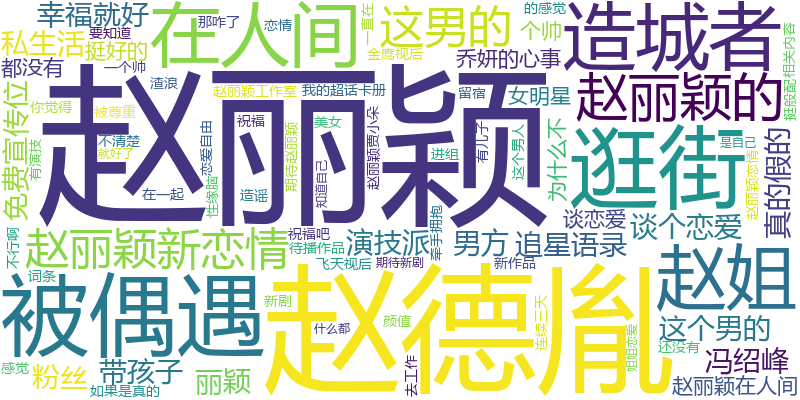 幸福就好
要知道
那咋了
恋情
私生活
挺好的
在人间
一直在
金鹰视后
这男的
的感觉
个帅
造城者
挺般配
相关内容
都没有
一个帅
渣浪
赵丽颖工作室
我的超话卡册
留宿
乔妍的心事
女明星
赵丽颖的
免费宣传位
你觉得
有演技
被尊重
不清楚
就好了
恋爱自由
赵丽颖
祝福
期待赵丽颖
美女
知道自己
赵丽颖贾小朵
进组
有儿子
这个男人
为什么不
逛街
是自己
赵丽颖恋情
真的假的
在一起
造谣
性缘脑
不行啊
赵丽颖新恋情
祝福吧
待播作品
演技派
牵手拥抱
男方
追星语录
谈恋爱
谈个恋爱
词条
飞天视后
期待新剧
新作品
被偶遇
新剧
赵德胤
什么都
颜值
连续三天
姐姐恋爱
赵姐
这个男的
还没有
感觉
粉丝
带孩子
如果是真的
丽颖
去工作
冯绍峰
赵丽颖在人间